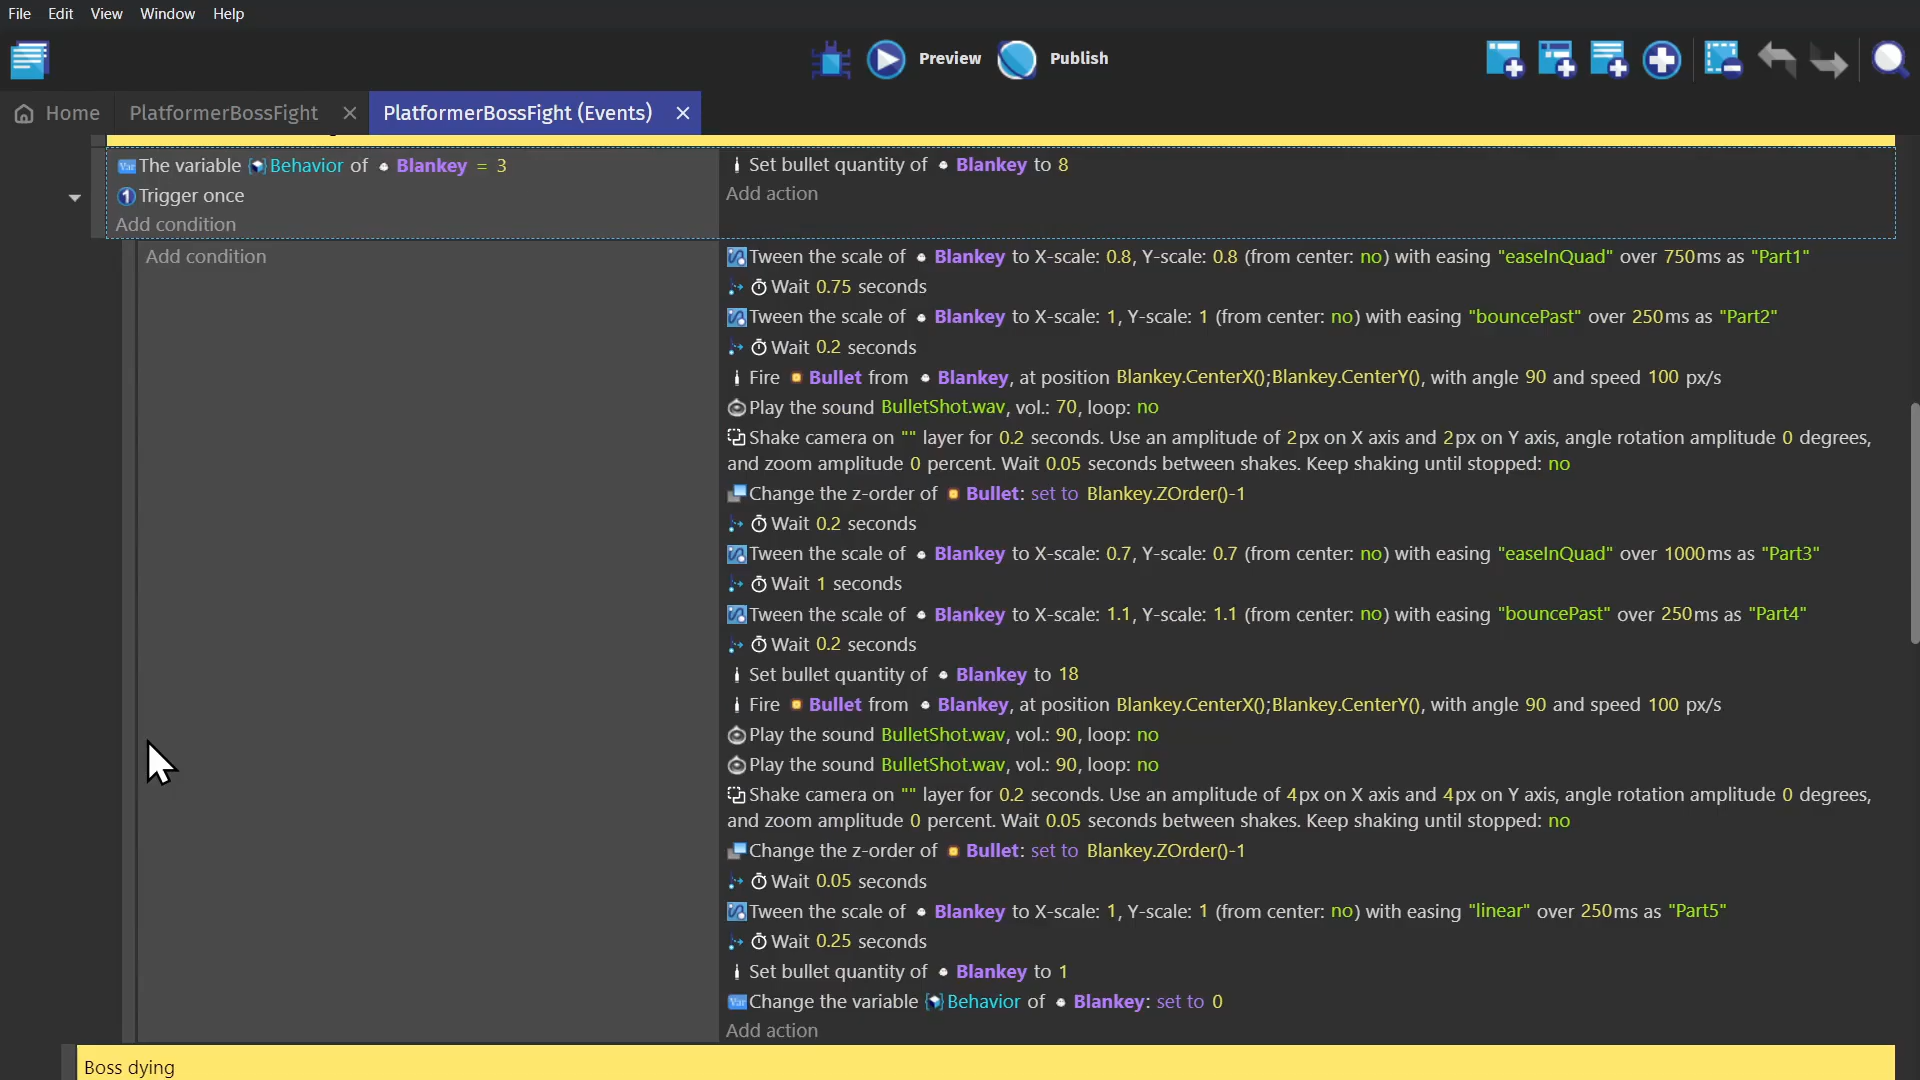 File Edit View Window Help
Preview Publish
Home PlatformerBossFight PlatformerBossFight (Events)
The variable Behavior of Blankey = 3
Trigger once
Add condition
Set bullet quantity of Blankey to 8
Add action
Add condition
Tween the scale of Blankey to X-scale: 0.8, Y-scale: 0.8 (from center: no) with easing "easeInQuad" over 750ms as "Part1"
Wait 0.75 seconds
Tween the scale of Blankey to X-scale: 1, Y-scale: 1 (from center: no) with easing "bouncePast" over 250ms as "Part2"
Wait 0.2 seconds
Fire Bullet from Blankey, at position Blankey.CenterX();Blankey.CenterY(), with angle 90 and speed 100 px/s
Play the sound BulletShot.wav, vol.: 70, loop: no
Shake camera on "" layer for 0.2 seconds. Use an amplitude of 2px on X axis and 2px on Y axis, angle rotation amplitude 0 degrees,
and zoom amplitude 0 percent. Wait 0.05 seconds between shakes. Keep shaking until stopped: no
Change the z-order of Bullet: set to Blankey.ZOrder()-1
Wait 0.2 seconds
Tween the scale of Blankey to X-scale: 0.7, Y-scale: 0.7 (from center: no) with easing "easeInQuad" over 1000ms as "Part3"
Wait 1 seconds
Tween the scale of Blankey to X-scale: 1.1, Y-scale: 1.1 (from center: no) with easing "bouncePast" over 250ms as "Part4"
Wait 0.2 seconds
Set bullet quantity of Blankey to 18
Fire Bullet from Blankey, at position Blankey.CenterX();Blankey.CenterY(), with angle 90 and speed 100 px/s
Play the sound BulletShot.wav, vol.: 90, loop: no
Play the sound BulletShot.wav, vol.: 90, loop: no
Shake camera on "" layer for 0.2 seconds. Use an amplitude of 4px on X axis and 4px on Y axis, angle rotation amplitude 0 degrees,
and zoom amplitude 0 percent. Wait 0.05 seconds between shakes. Keep shaking until stopped: no
Change the z-order of Bullet: set to Blankey.ZOrder()-1
Wait 0.05 seconds
Tween the scale of Blankey to X-scale: 1, Y-scale: 1 (from center: no) with easing "linear" over 250ms as "Part5"
Wait 0.25 seconds
Set bullet quantity of Blankey to 1
Change the variable Behavior of Blankey: set to 0
Add action
Boss dying